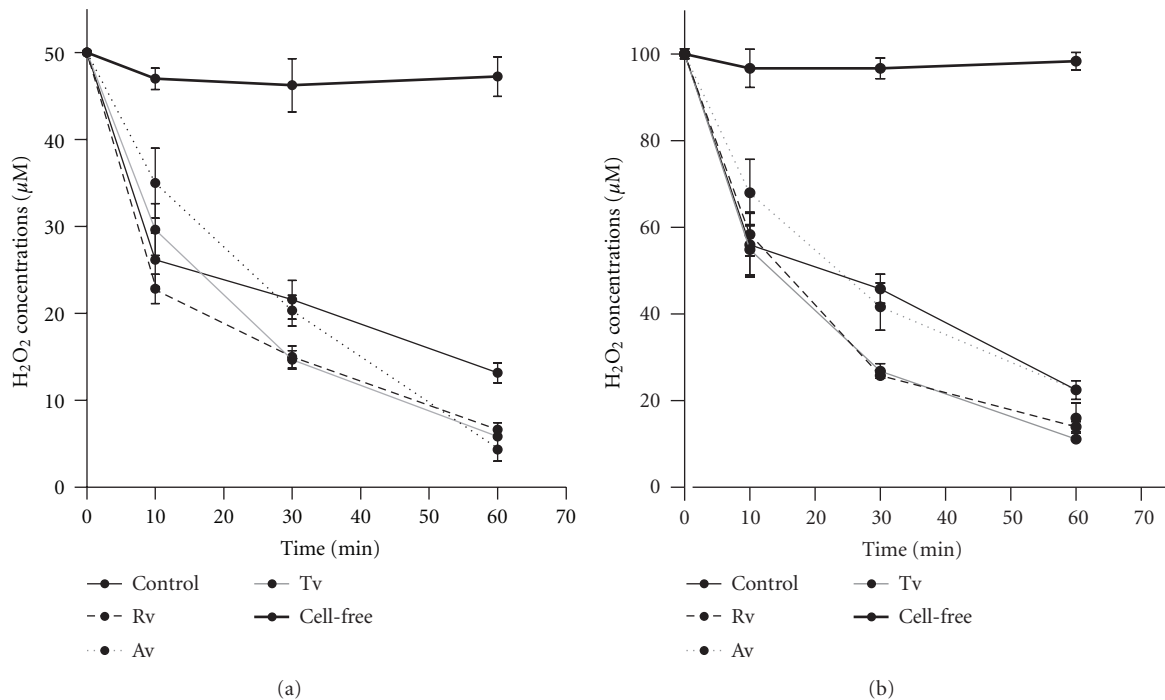 H₂O₂ concentrations (μM)
50
40
30
20
10
0
0 10 20 30 40 50 60 70
Time (min)
Control
Rv
Av
Tv
Cell-free
(a)
H₂O₂ concentrations (μM)
100
80
60
40
20
0
0 10 20 30 40 50 60 70
Time (min)
Control
Rv
Av
Tv
Cell-free
(b)